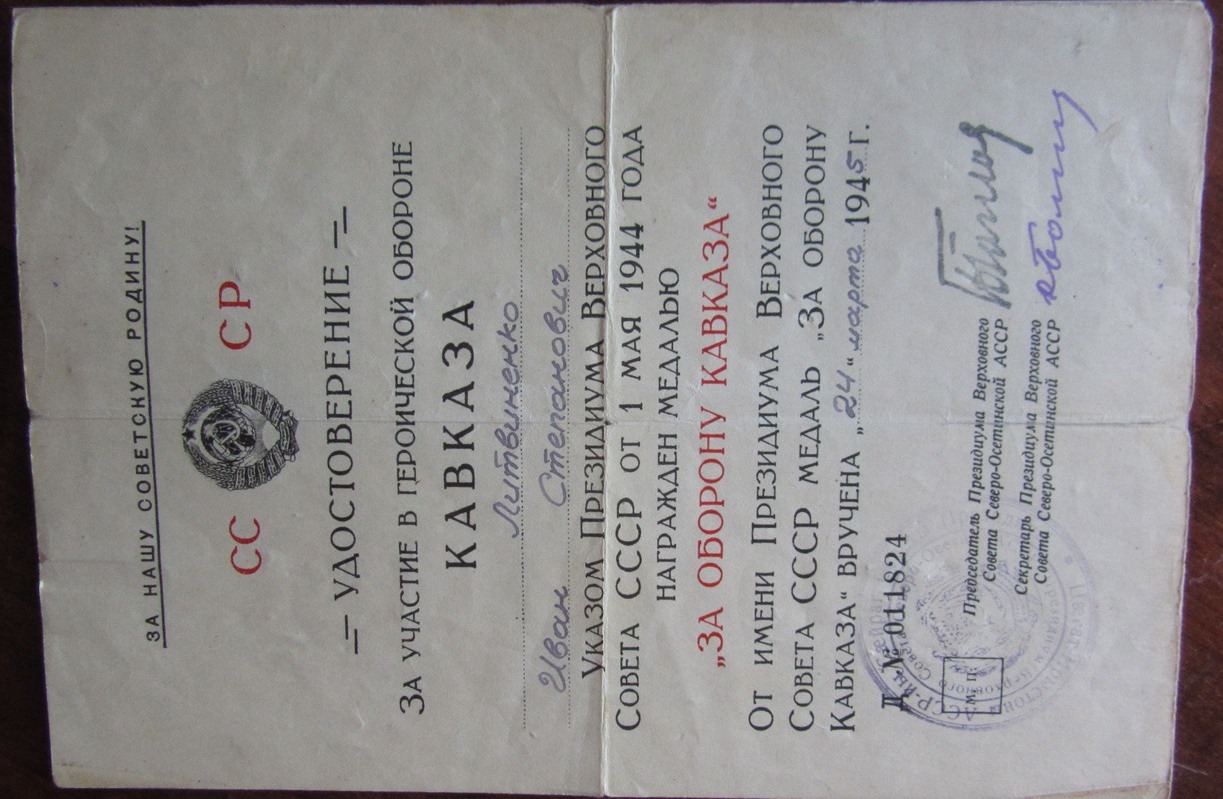 ЗА НАШУ СОВЕТСКУЮ РОДИНУ!
СС СР
— УДОСТОВЕРЕНИЕ —
ЗА УЧАСТИЕ В ГЕРОИЧЕСКОЙ ОБОРОНЕ
КАВКАЗА
Литвиненко
Иван Степанович
УКАЗОМ ПРЕЗИДИУМА ВЕРХОВНОГО
СОВЕТА СССР ОТ 1 МАЯ 1944 ГОДА
НАГРАЖДЕН МЕДАЛЬЮ
„ЗА ОБОРОНУ КАВКАЗА“
ОТ ИМЕНИ ПРЕЗИДИУМА ВЕРХОВНОГО
СОВЕТА СССР МЕДАЛЬ „ЗА ОБОРОНУ
КАВКАЗА“ ВРУЧЕНА „24“ марта 1945 г.
Д № 011824
Председатель Президиума Верховного
Совета Северо-Осетинской АССР
Секретарь Президиума Верховного
Совета Северо-Осетинской АССР
М. П.